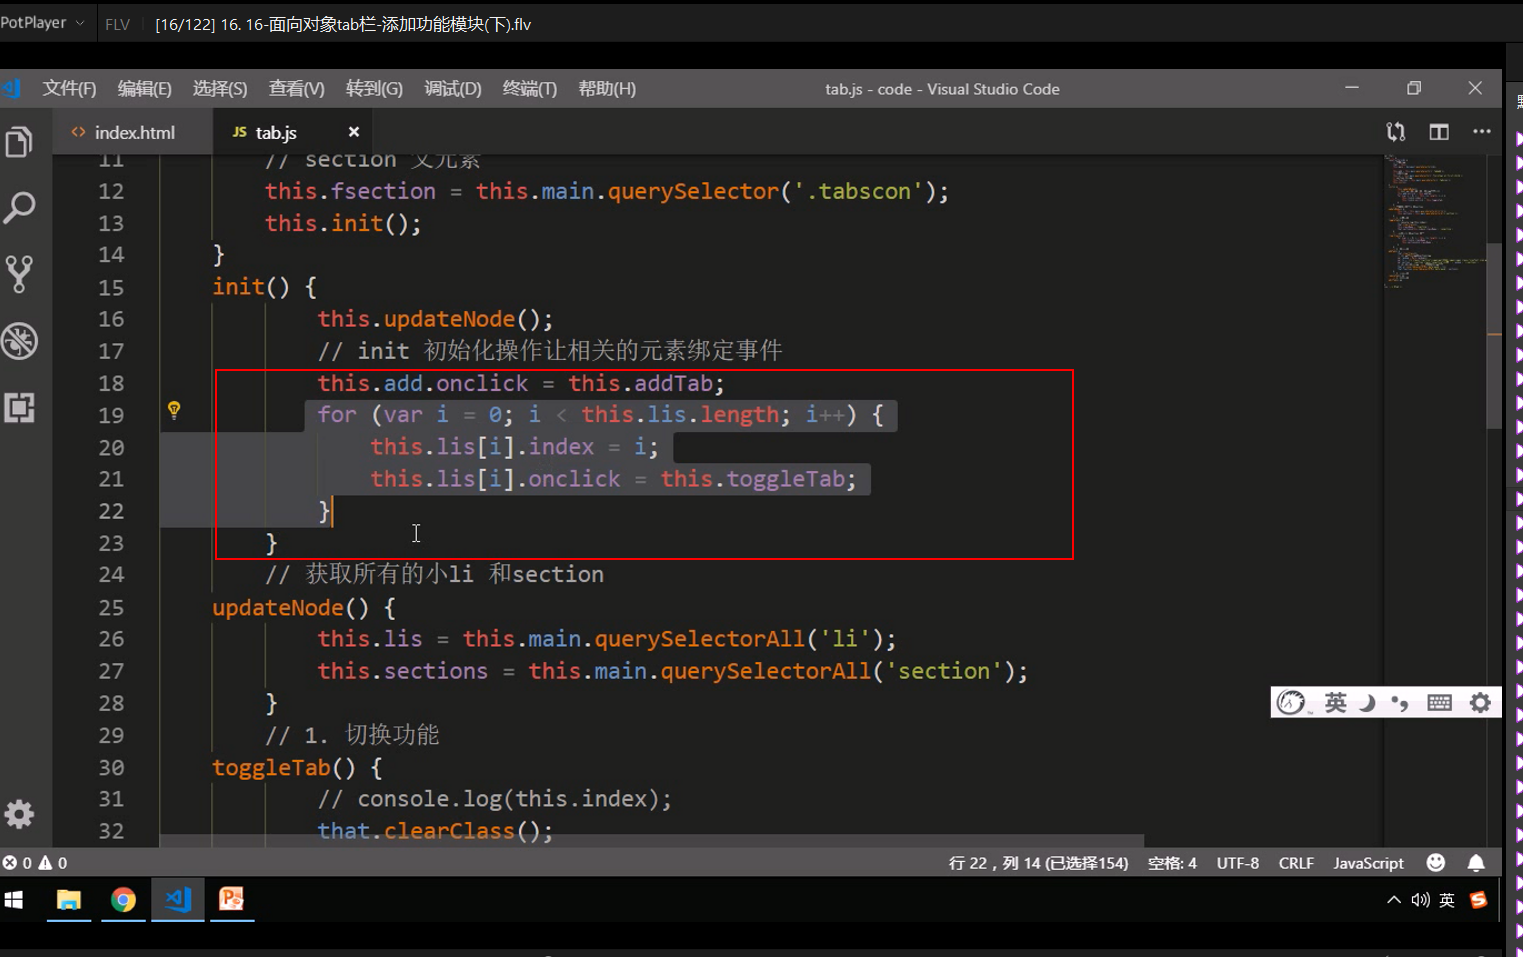 PotPlayer FLV [16/122] 16. 16-面向对象tab栏-添加功能模块(下).flv
文件(F) 编辑(E) 选择(S) 查看(V) 转到(G) 调试(D) 终端(T) 帮助(H) tab.js - code - Visual Studio Code
<> index.html JS tab.js ×
11 // section 父元素
12 this.fsection = this.main.querySelector('.tabscon');
13 this.init();
14 }
15 init() {
16 this.updateNode();
17 // init 初始化操作让相关的元素绑定事件
18 this.add.onclick = this.addTab;
19 for (var i = 0; i < this.lis.length; i++) {
20 this.lis[i].index = i;
21 this.lis[i].onclick = this.toggleTab;
22 }
23 }
24 // 获取所有的小li 和section
25 updateNode() {
26 this.lis = this.main.querySelectorAll('li');
27 this.sections = this.main.querySelectorAll('section');
28 }
英
29 // 1. 切换功能
30 toggleTab() {
31 // console.log(this.index);
32 that.clearClass();
0 0 行 22，列 14 (已选择154) 空格: 4 UTF-8 CRLF JavaScript
英